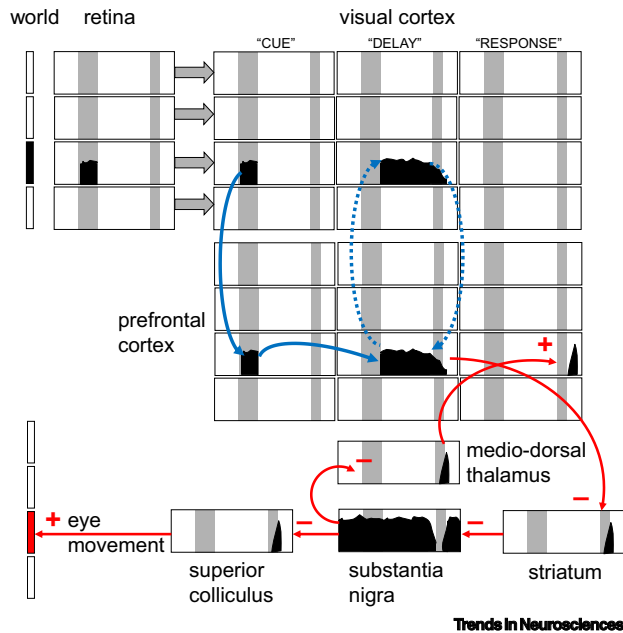 world retina visual cortex
“CUE” “DELAY” “RESPONSE”
prefrontal
cortex
+
medio-dorsal
thalamus
−
−
+ eye
movement
−
−
superior
colliculus
substantia
nigra
striatum
Trends in Neurosciences